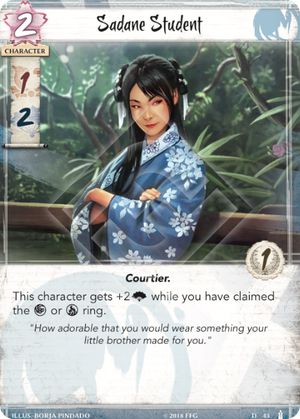 2
Sadane Student
CHARACTER
1
2
1
Courtier.
This character gets +2 while you have claimed
the or ring.
"How adorable that you would wear something your
little brother made for you."
ILLUS. BORJA PINDADO
©2018 FFG
D 43